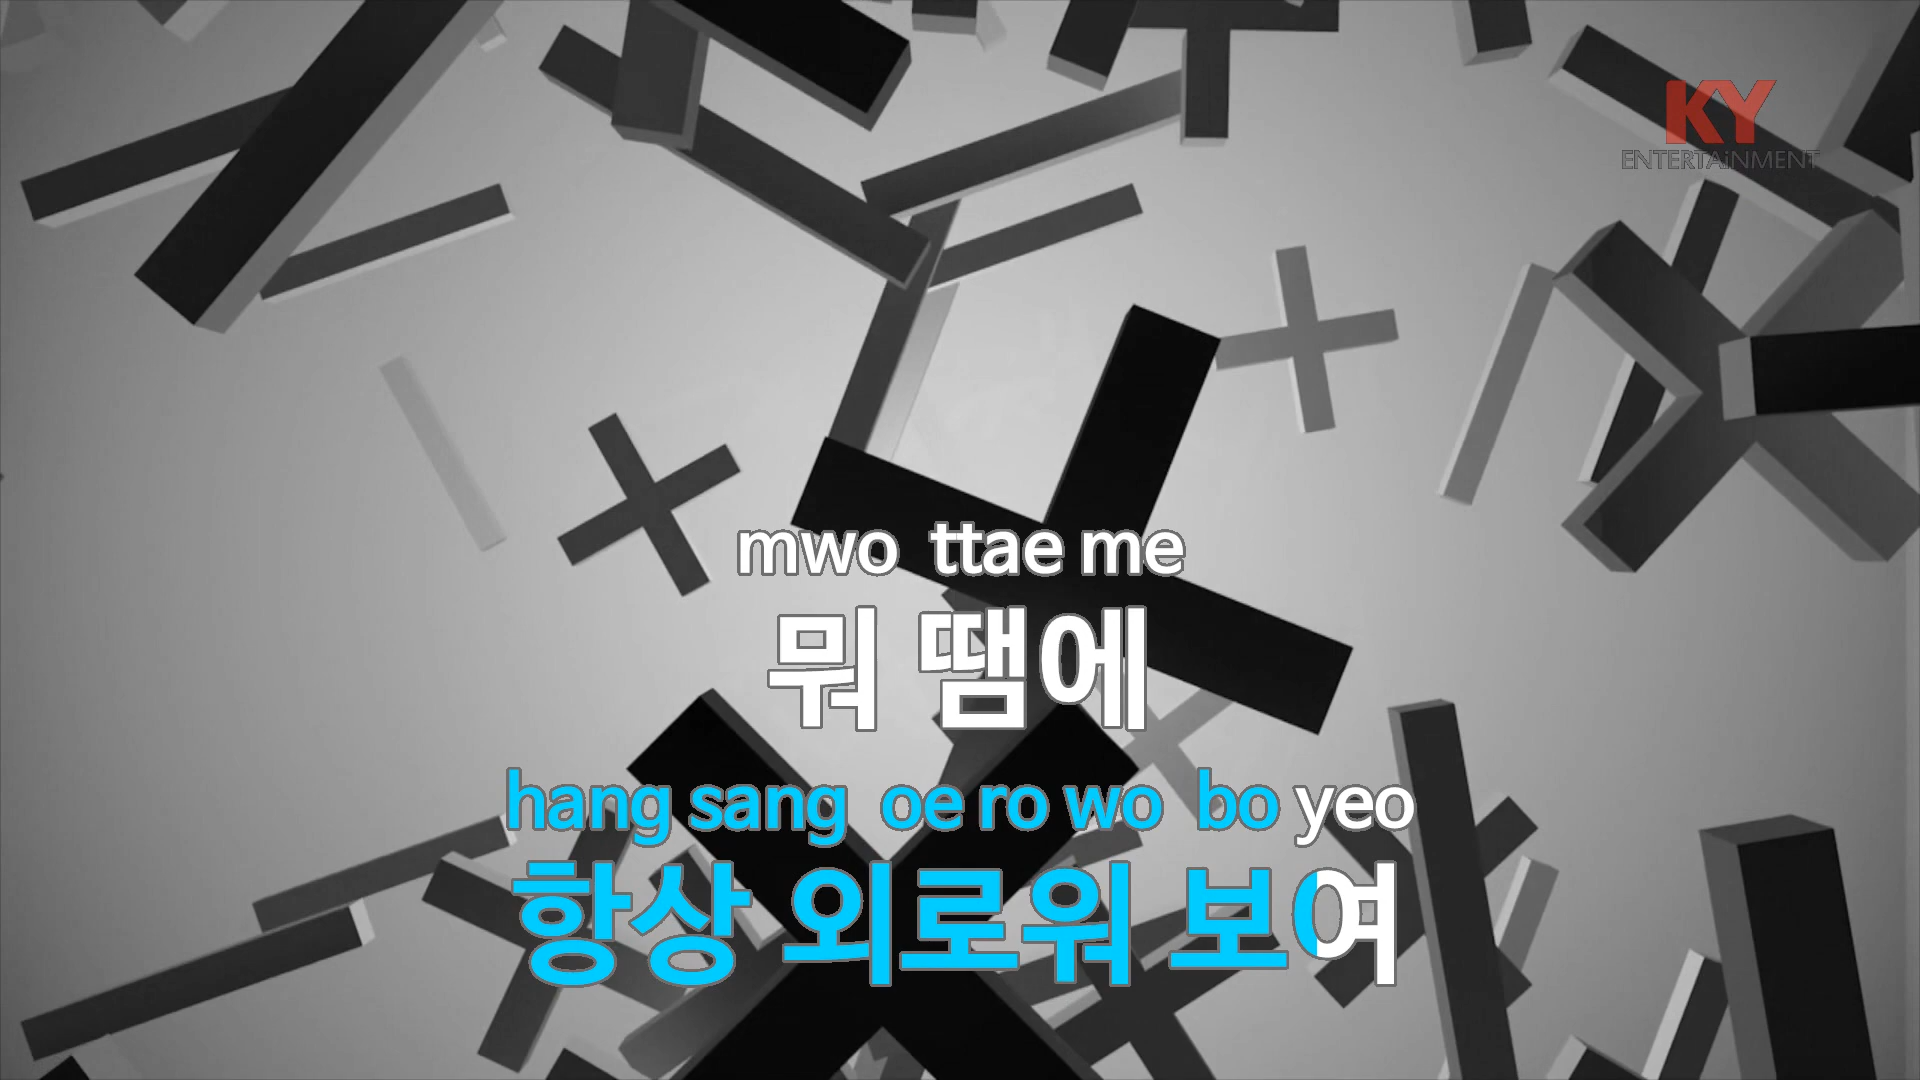 KY
ENTERTAiNMENT
mwo ttae me
뭐 땜에
hang sang oe ro wo bo yeo
항상 외로워 보여